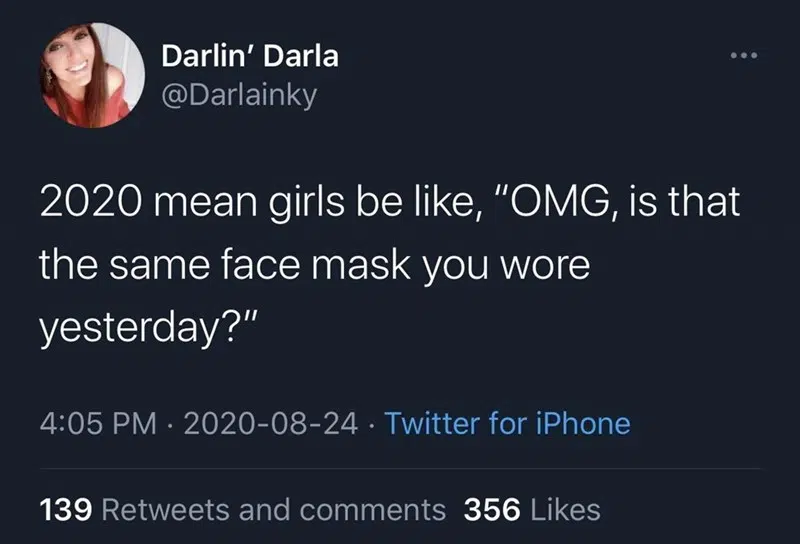 Darlin’ Darla
@Darlainky
2020 mean girls be like, “OMG, is that
the same face mask you wore
yesterday?”
4:05 PM · 2020-08-24 · Twitter for iPhone
139 Retweets and comments 356 Likes